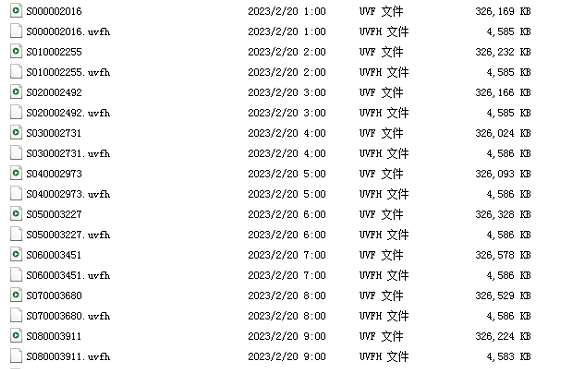 S000002016 2023/2/20 1:00 UVF 文件 326,169 KB
S000002016.uvfh 2023/2/20 1:00 UVFH 文件 4,585 KB
S010002255 2023/2/20 2:00 UVF 文件 326,232 KB
S010002255.uvfh 2023/2/20 2:00 UVFH 文件 4,585 KB
S020002492 2023/2/20 3:00 UVF 文件 326,166 KB
S020002492.uvfh 2023/2/20 3:00 UVFH 文件 4,585 KB
S030002731 2023/2/20 4:00 UVF 文件 326,024 KB
S030002731.uvfh 2023/2/20 4:00 UVFH 文件 4,586 KB
S040002973 2023/2/20 5:00 UVF 文件 326,093 KB
S040002973.uvfh 2023/2/20 5:00 UVFH 文件 4,586 KB
S050003227 2023/2/20 6:00 UVF 文件 326,328 KB
S050003227.uvfh 2023/2/20 6:00 UVFH 文件 4,586 KB
S060003451 2023/2/20 7:00 UVF 文件 326,578 KB
S060003451.uvfh 2023/2/20 7:00 UVFH 文件 4,586 KB
S070003680 2023/2/20 8:00 UVF 文件 326,529 KB
S070003680.uvfh 2023/2/20 8:00 UVFH 文件 4,586 KB
S080003911 2023/2/20 9:00 UVF 文件 326,224 KB
S080003911.uvfh 2023/2/20 9:00 UVFH 文件 4,583 KB